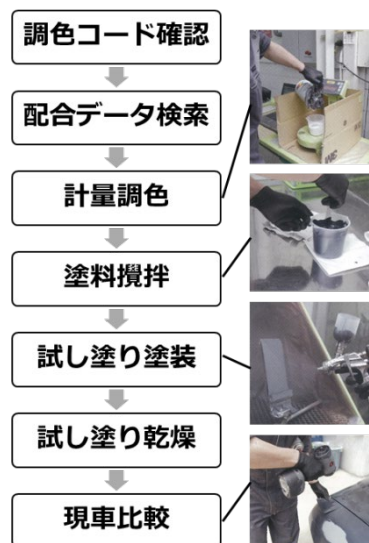 調色コード確認
配合データ検索
計量調色
塗料攪拌
試し塗り塗装
試し塗り乾燥
現車比較